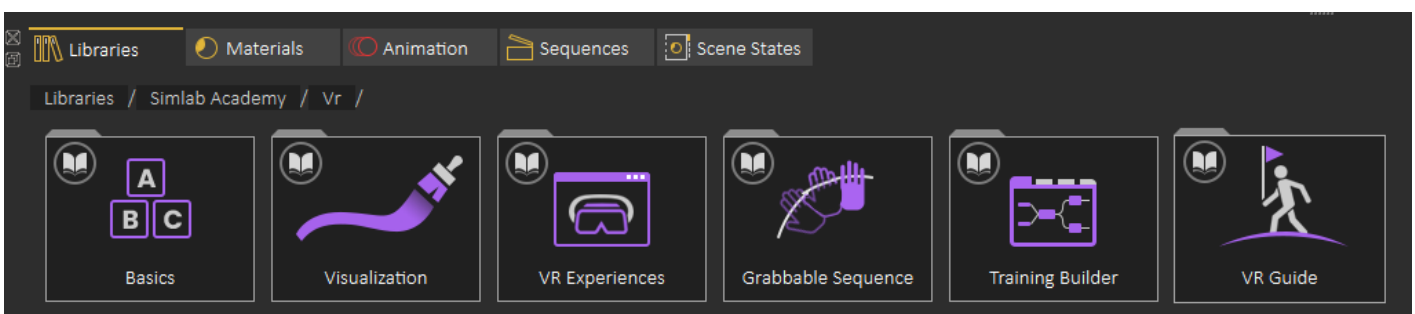 Libraries Materials Animation Sequences Scene States
Libraries / Simlab Academy / Vr /
A
B C
Basics Visualization VR Experiences Grabbable Sequence Training Builder VR Guide